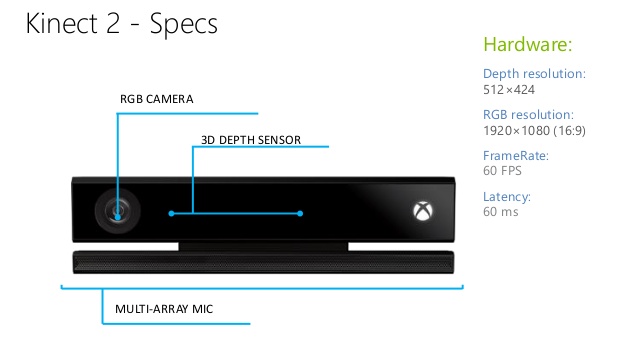 Kinect 2 - Specs
Hardware:
Depth resolution:
512×424
RGB resolution:
1920×1080 (16:9)
FrameRate:
60 FPS
Latency:
60 ms
RGB CAMERA
3D DEPTH SENSOR
MULTI-ARRAY MIC